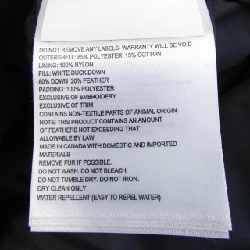 DO NOT REMOVE ANY LABELS. WARRANTY WILL BE VOID
OUTERSHELL: 85% POLYESTER 15% COTTON
LINING: 100% NYLON
FILL: WHITE DUCK DOWN
80% DOWN 20% FEATHER
PADDING: 100% POLYESTER
EXCLUSIVE OF EMBROIDERY
EXCLUSIVE OF TRIM
CONTAINS NON-TEXTILE PARTS OF ANIMAL ORIGIN
NOTE: THIS PRODUCT CONTAINS AN AMOUNT
OF FEATHERS NOT EXCEEDING THAT
ALLOWABLE BY LAW
MADE IN CANADA WITH DOMESTIC AND IMPORTED
MATERIALS
REMOVE FUR IF POSSIBLE.
DO NOT WASH. DO NOT BLEACH.
DO NOT TUMBLE DRY. DO NOT IRON.
DRY CLEAN ONLY
WATER REPELLENT (EASY TO REPEL WATER)